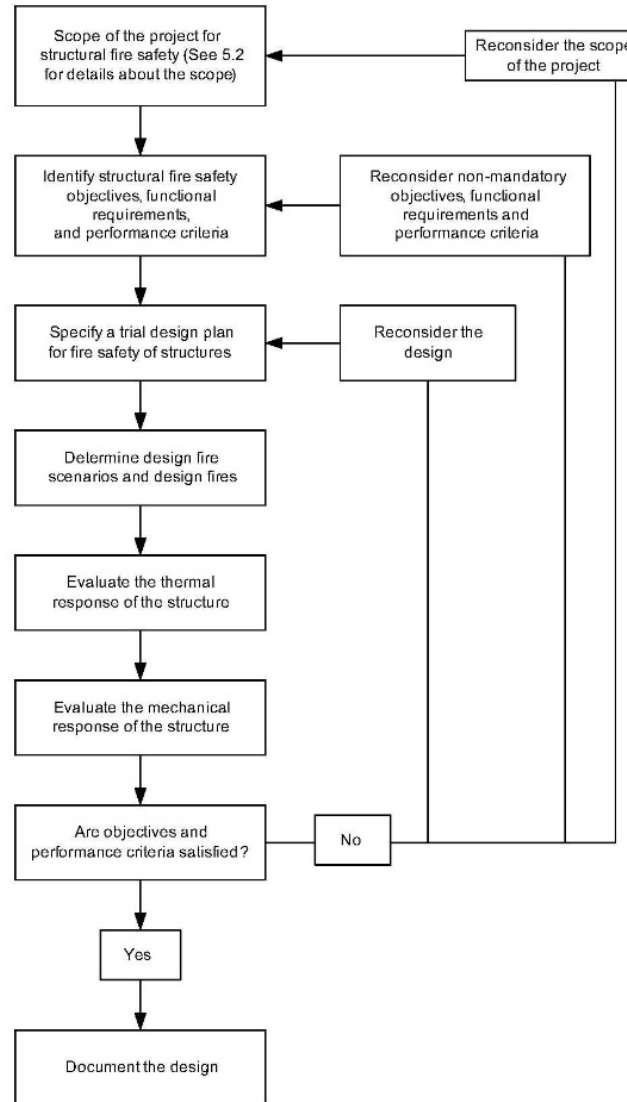 Scope of the project for
structural fire safety (See 5.2
for details about the scope)
Reconsider the scope
of the project
Identify structural fire safety
objectives, functional
requirements,
and performance criteria
Reconsider non-mandatory
objectives, functional
requirements and
performance criteria
Specify a trial design plan
for fire safety of structures
Reconsider the
design
Determine design fire
scenarios and design fires
Evaluate the thermal
response of the structure
Evaluate the mechanical
response of the structure
Are objectives and
performance criteria satisfied?
No
Yes
Document the design